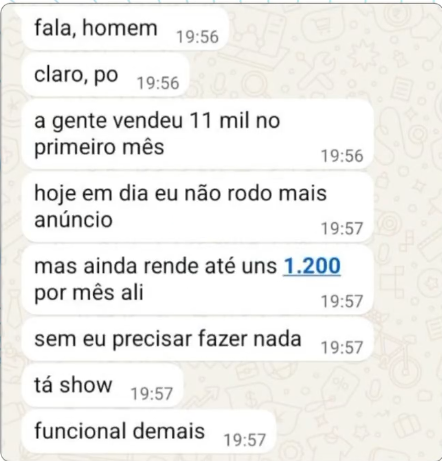 fala, homem 19:56
claro, po 19:56
a gente vendeu 11 mil no
primeiro mês 19:56
hoje em dia eu não rodo mais
anúncio 19:57
mas ainda rende até uns 1.200
por mês ali 19:57
sem eu precisar fazer nada 19:57
tá show 19:57
funcional demais 19:57